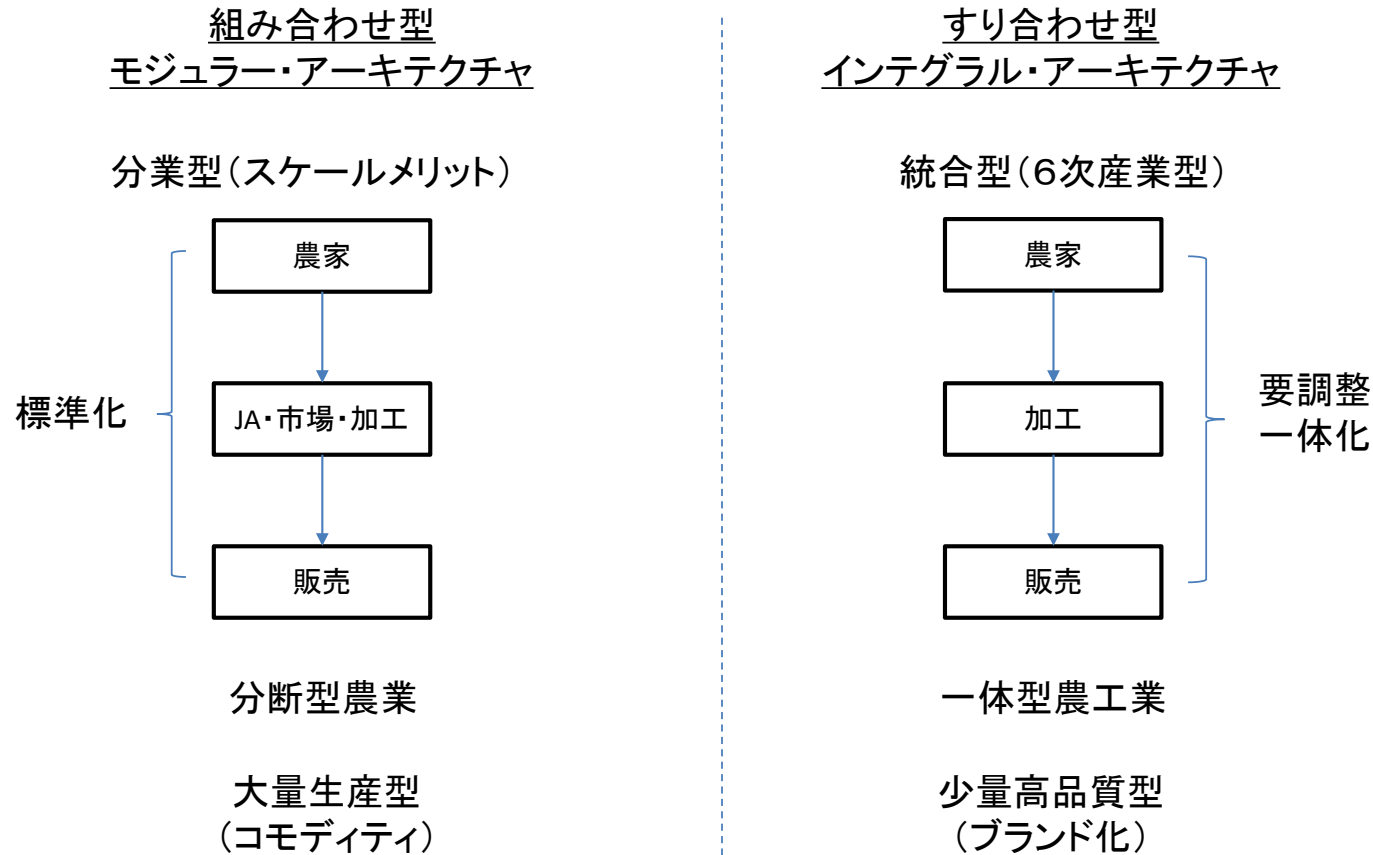 組み合わせ型
モジュラー・アーキテクチャ
分業型（スケールメリット）
農家
標準化
JA・市場・加工
販売
分断型農業
大量生産型
（コモディティ）
すり合わせ型
インテグラル・アーキテクチャ
統合型（６次産業型）
農家
加工
要調整
一体化
販売
一体型農工業
少量高品質型
（ブランド化）